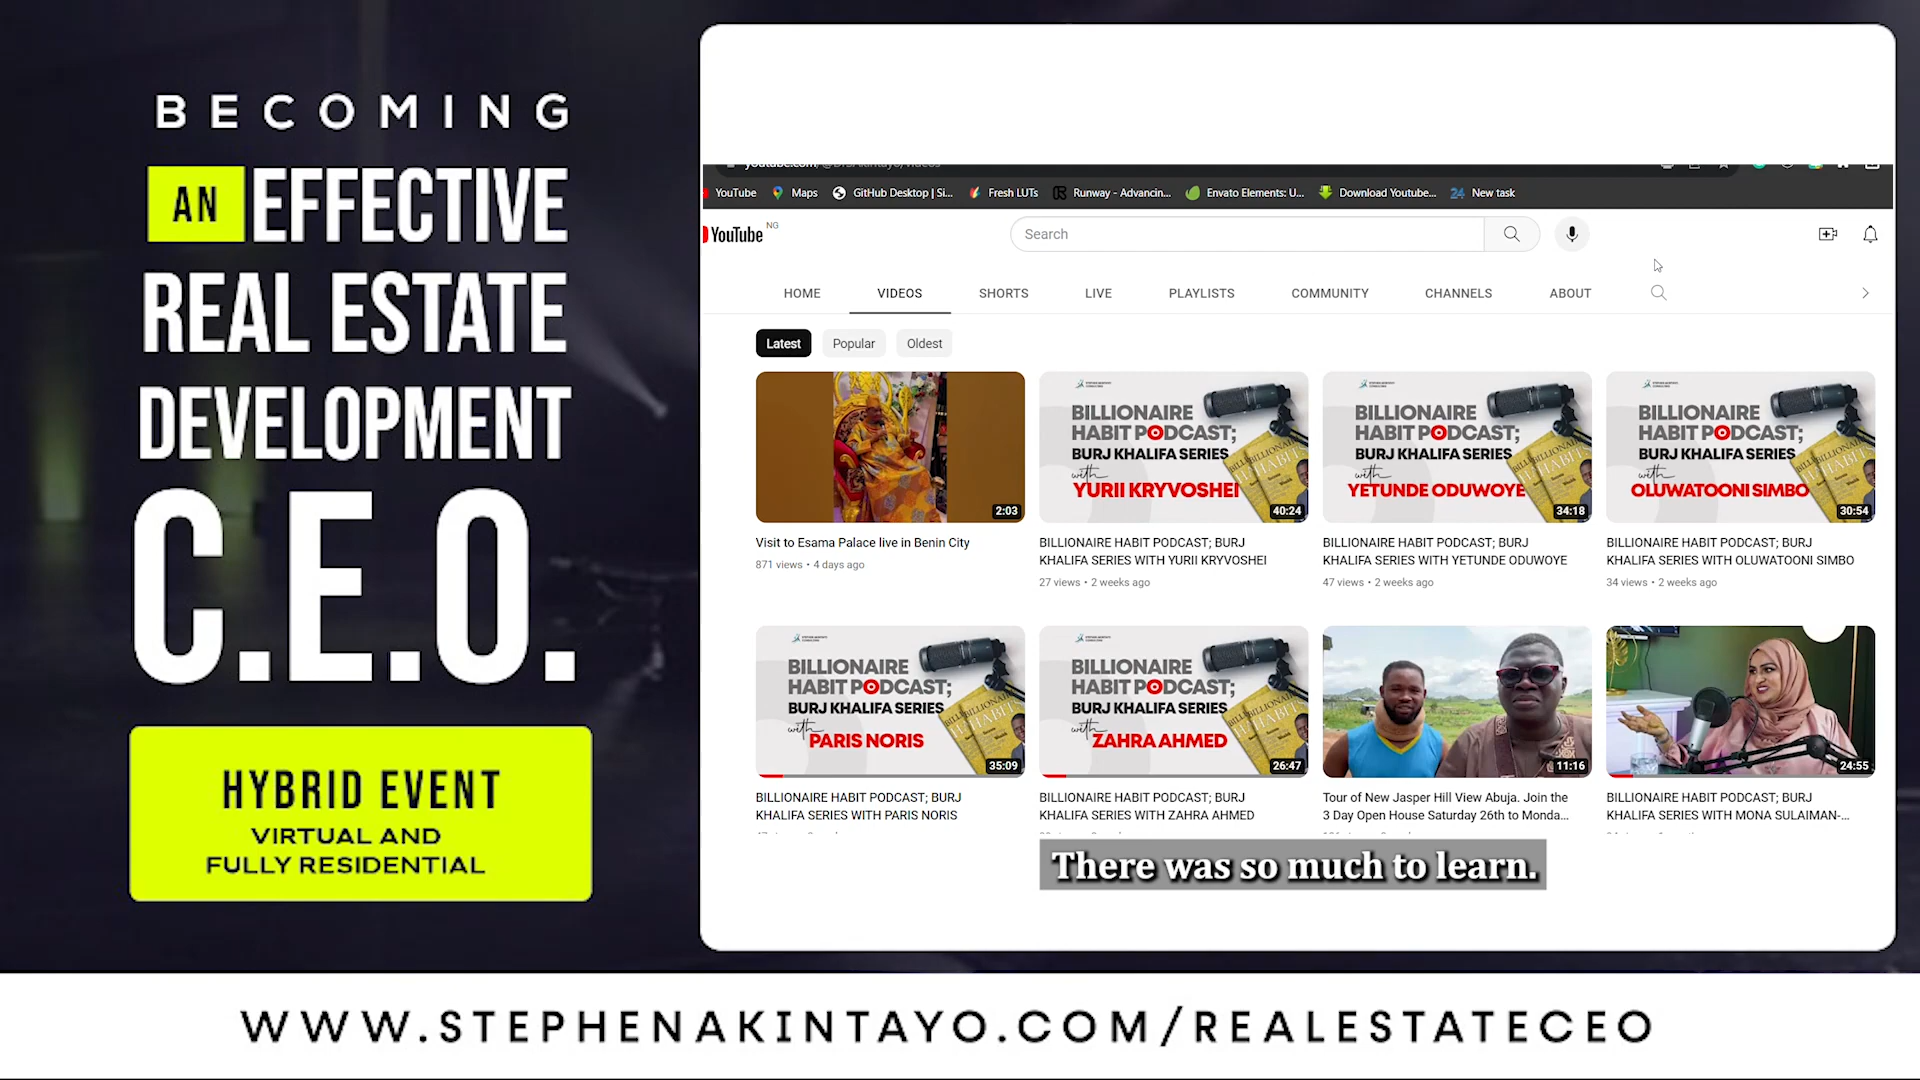 BECOMING
AN EFFECTIVE
REAL ESTATE
DEVELOPMENT
C.E.O.
HYBRID EVENT
VIRTUAL AND
FULLY RESIDENTIAL
YouTube Maps GitHub Desktop | Si... Fresh LUTs Runway - Advancin... Envato Elements: U... Download Youtube... 24 New task
YouTube NG
Search
HOME VIDEOS SHORTS LIVE PLAYLISTS COMMUNITY CHANNELS ABOUT
Latest Popular Oldest
2:03
Visit to Esama Palace live in Benin City
871 views • 4 days ago
BILLIONAIRE
HABIT PODCAST;
BURJ KHALIFA SERIES
with
YURII KRYVOSHEI
40:24
BILLIONAIRE HABIT PODCAST; BURJ
KHALIFA SERIES WITH YURII KRYVOSHEI
27 views • 2 weeks ago
BILLIONAIRE
HABIT PODCAST;
BURJ KHALIFA SERIES
with
YETUNDE ODUWOYE
34:18
BILLIONAIRE HABIT PODCAST; BURJ
KHALIFA SERIES WITH YETUNDE ODUWOYE
47 views • 2 weeks ago
BILLIONAIRE
HABIT PODCAST;
BURJ KHALIFA SERIES
with
OLUWATOONI SIMBO
30:54
BILLIONAIRE HABIT PODCAST; BURJ
KHALIFA SERIES WITH OLUWATOONI SIMBO
34 views • 2 weeks ago
BILLIONAIRE
HABIT PODCAST;
BURJ KHALIFA SERIES
with
PARIS NORIS
35:09
BILLIONAIRE HABIT PODCAST; BURJ
KHALIFA SERIES WITH PARIS NORIS
BILLIONAIRE
HABIT PODCAST;
BURJ KHALIFA SERIES
with
ZAHRA AHMED
26:47
BILLIONAIRE HABIT PODCAST; BURJ
KHALIFA SERIES WITH ZAHRA AHMED
11:16
Tour of New Jasper Hill View Abuja. Join the
3 Day Open House Saturday 26th to Monda...
24:55
BILLIONAIRE HABIT PODCAST; BURJ
KHALIFA SERIES WITH MONA SULAIMAN-...
There was so much to learn.
WWW.STEPHENAKINTAYO.COM/REALESTATECEO